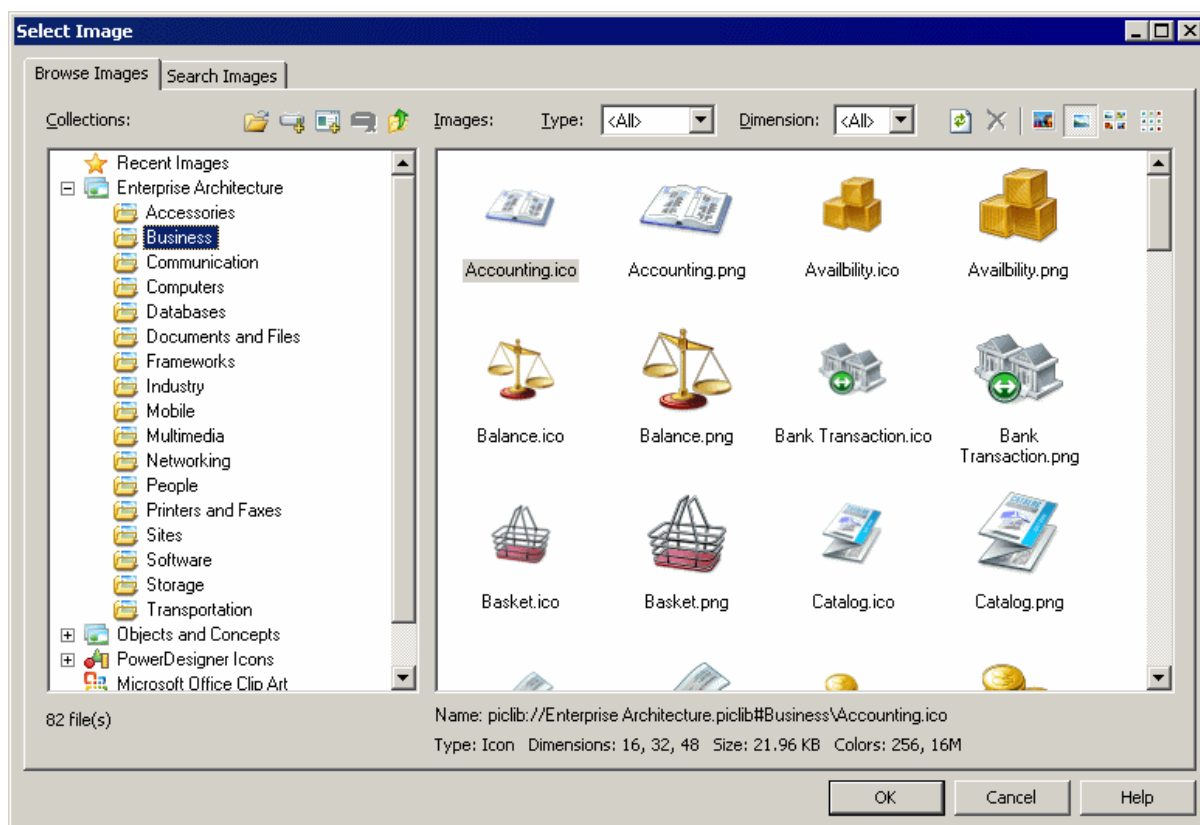 Select Image
Browse Images
Search Images
Collections:
Images:
Type:
<All>
Dimension:
<All>
Recent Images
Enterprise Architecture
Accessories
Business
Communication
Computers
Databases
Documents and Files
Frameworks
Industry
Mobile
Multimedia
Networking
People
Printers and Faxes
Sites
Software
Storage
Transportation
Objects and Concepts
PowerDesigner Icons
Microsoft Office Clip Art
Accounting.ico
Accounting.png
Availbility.ico
Availbility.png
Balance.ico
Balance.png
Bank Transaction.ico
Bank
Transaction.png
CATALOG
Basket.ico
Basket.png
Catalog.ico
Catalog.png
82 file(s)
Name: piclib://Enterprise Architecture.piclib#Business\Accounting.ico
Type: Icon Dimensions: 16, 32, 48 Size: 21.96 KB Colors: 256, 16M
OK
Cancel
Help